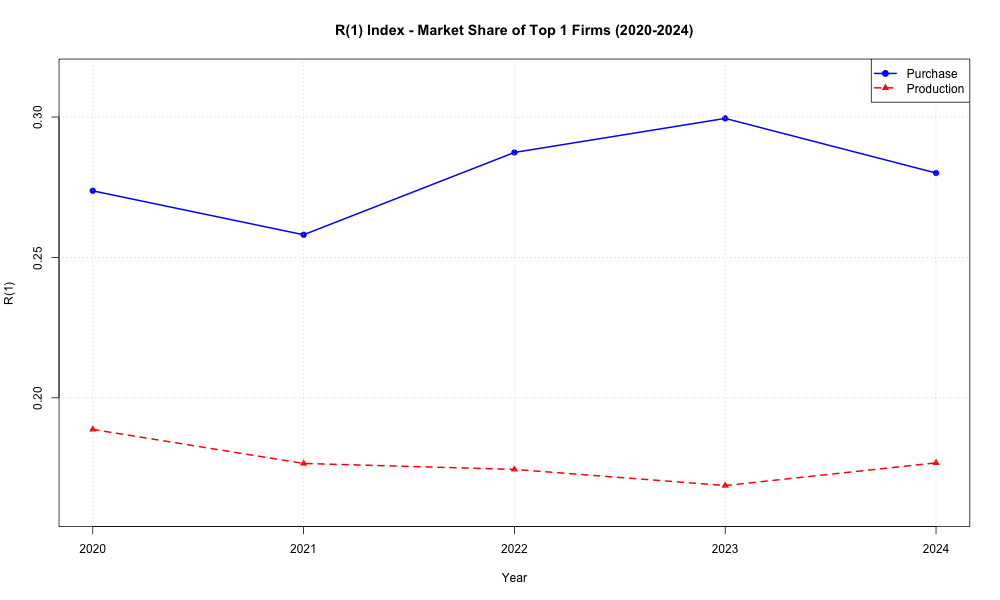 R(1) Index - Market Share of Top 1 Firms (2020-2024)
Purchase
Production
0.30
0.25
0.20
R(1)
2020 2021 2022 2023 2024
Year